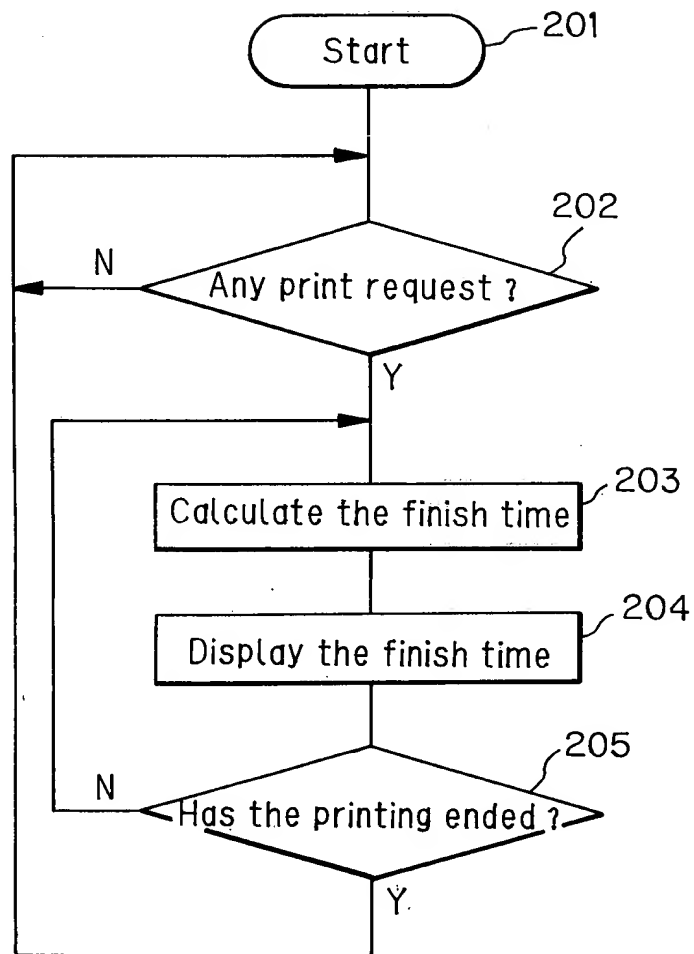 Start
201
202
N
Any print request ?
Y
203
Calculate the finish time
204
Display the finish time
205
N
Has the printing ended ?
Y